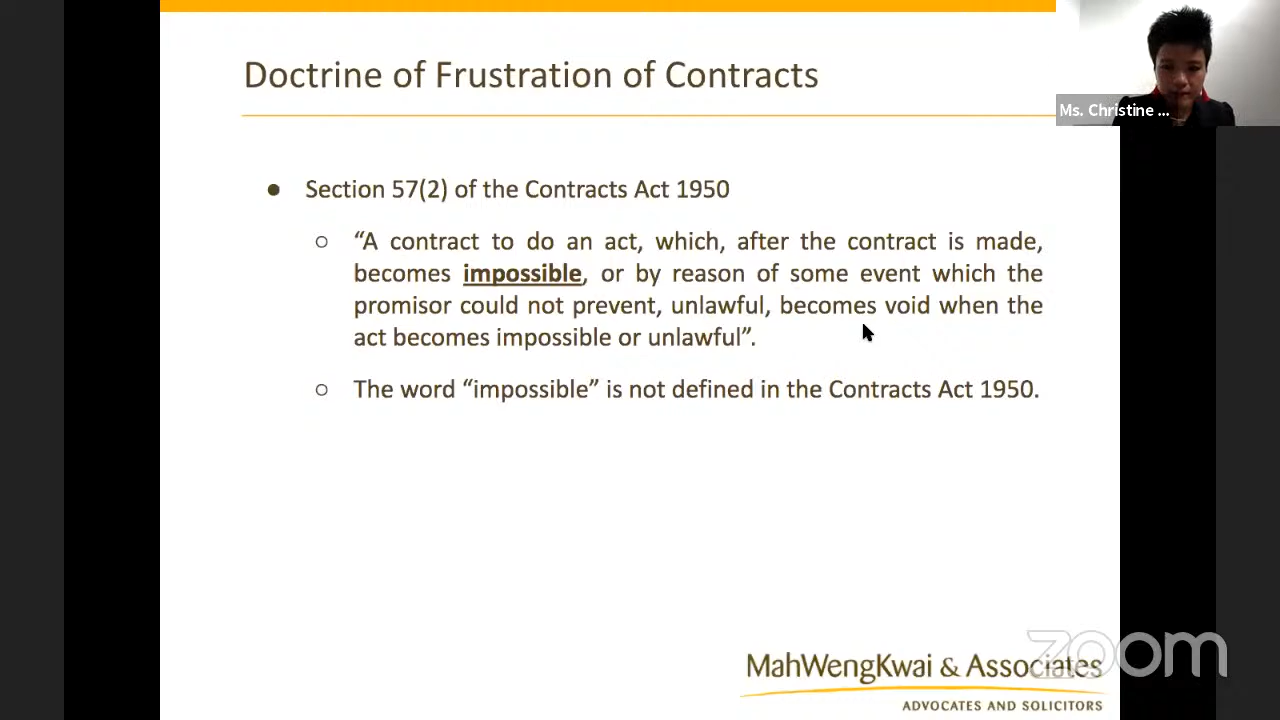 Doctrine of Frustration of Contracts
Ms. Christine ...
● Section 57(2) of the Contracts Act 1950
○ “A contract to do an act, which, after the contract is made,
becomes impossible, or by reason of some event which the
promisor could not prevent, unlawful, becomes void when the
act becomes impossible or unlawful”.
○ The word “impossible” is not defined in the Contracts Act 1950.
MahWengKwai & Associates
ADVOCATES AND SOLICITORS
zoom